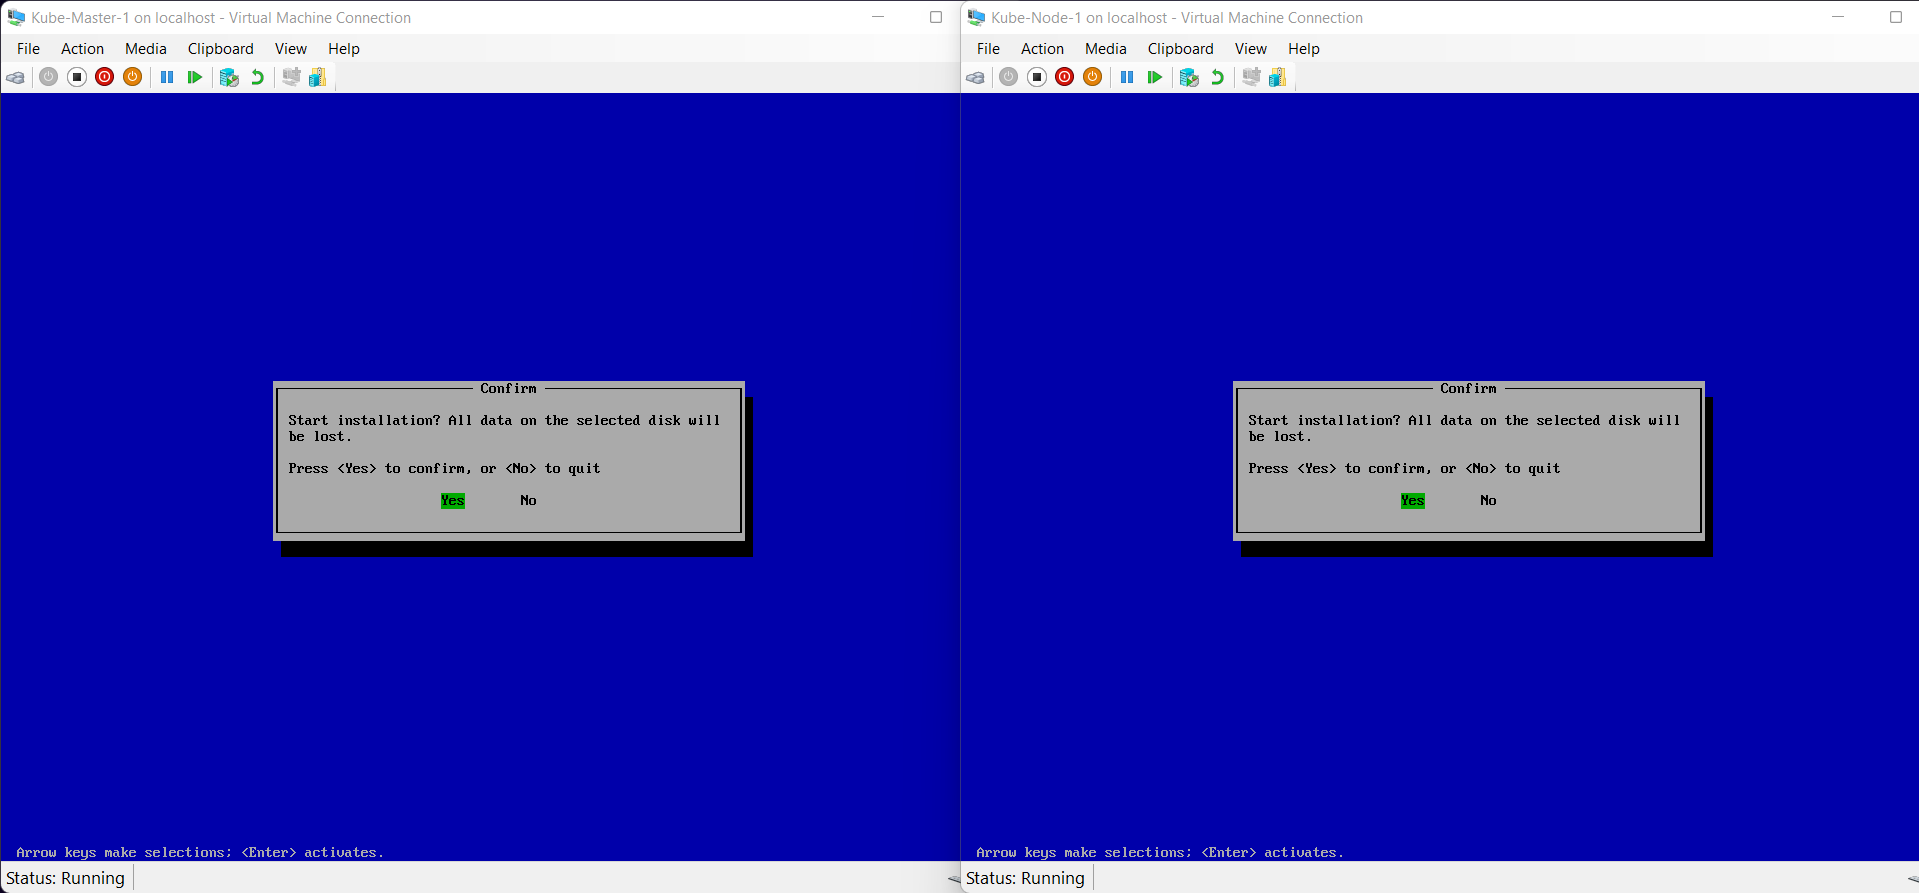 Kube-Master-1 on localhost - Virtual Machine Connection
File Action Media Clipboard View Help
Confirm
Start installation? All data on the selected disk will
be lost.
Press <Yes> to confirm, or <No> to quit
Yes No
Arrow keys make selections; <Enter> activates.
Status: Running
Kube-Node-1 on localhost - Virtual Machine Connection
File Action Media Clipboard View Help
Confirm
Start installation? All data on the selected disk will
be lost.
Press <Yes> to confirm, or <No> to quit
Yes No
Arrow keys make selections; <Enter> activates.
Status: Running